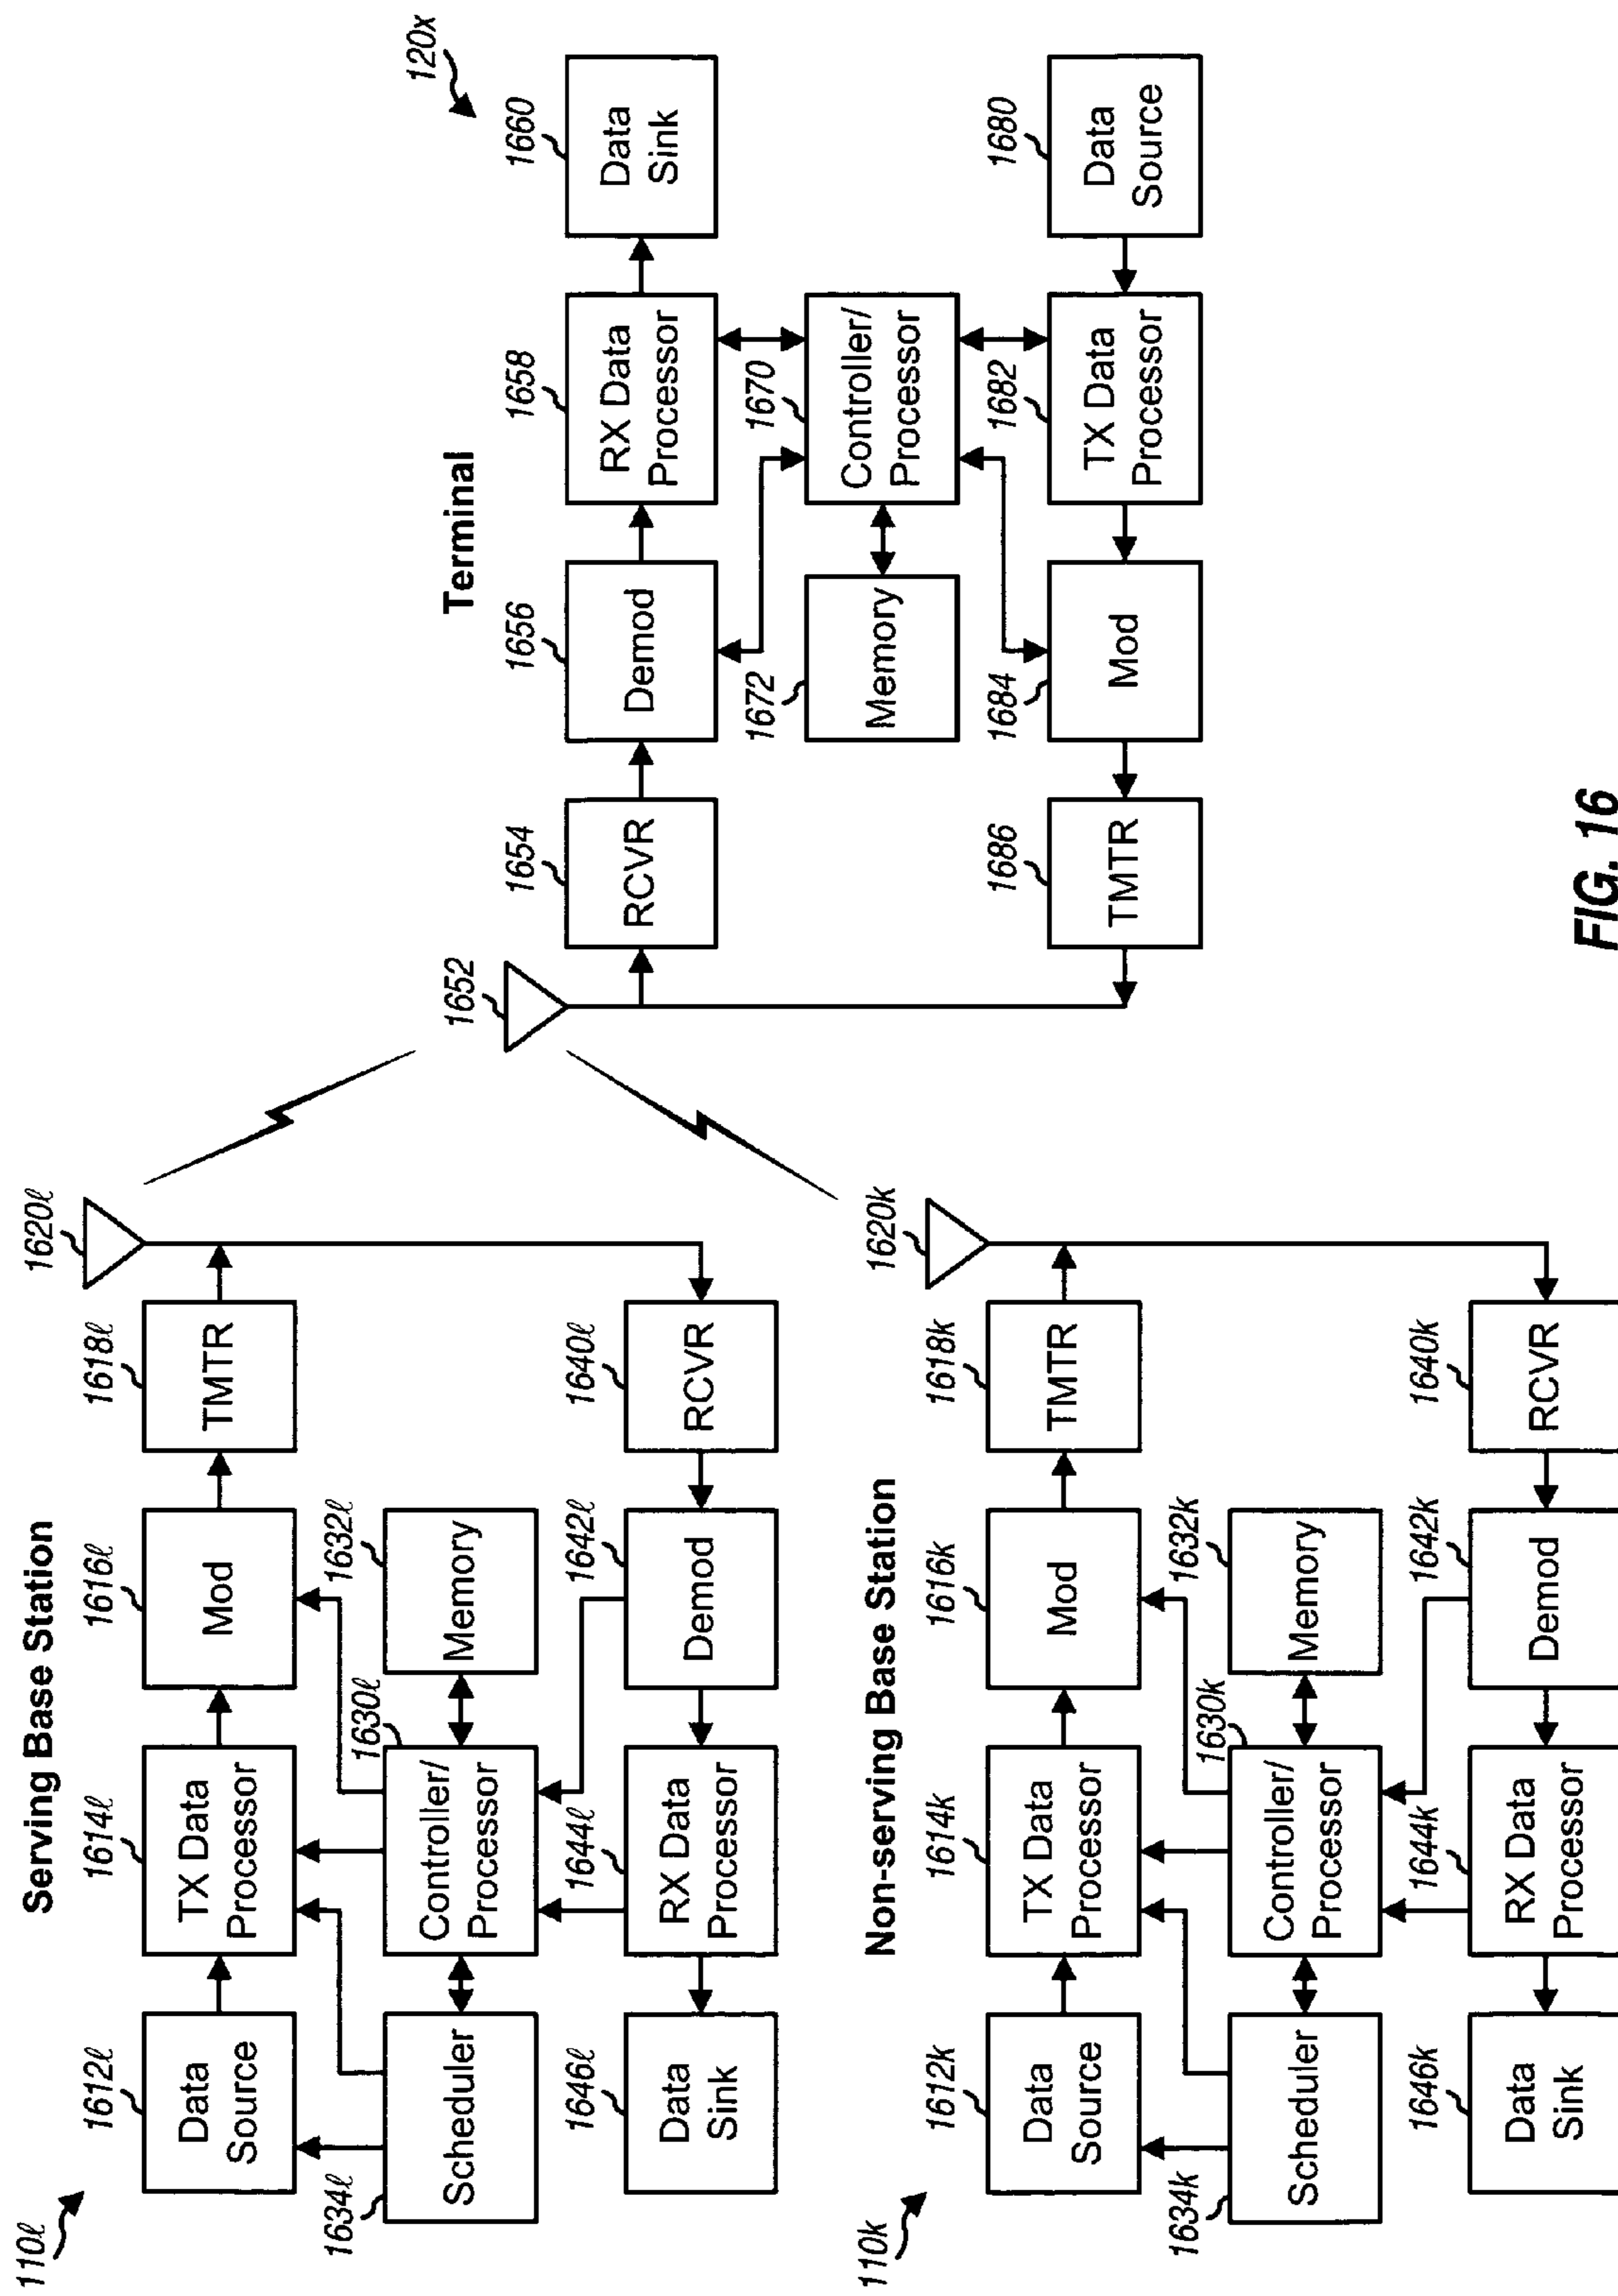 110ℓ
Serving Base Station
1612ℓ
Data
Source
1614ℓ
TX Data
Processor
1616ℓ
Mod
1618ℓ
TMTR
1620ℓ
1634ℓ
Scheduler
1630ℓ
Controller/
Processor
1632ℓ
Memory
1646ℓ
Data
Sink
1644ℓ
RX Data
Processor
1642ℓ
Demod
1640ℓ
RCVR
110k
Non-serving Base Station
1612k
Data
Source
1614k
TX Data
Processor
1616k
Mod
1618k
TMTR
1620k
1634k
Scheduler
1630k
Controller/
Processor
1632k
Memory
1646k
Data
Sink
1644k
RX Data
Processor
1642k
Demod
1640k
RCVR
Terminal
120x
1652
1654
RCVR
1656
Demod
1658
RX Data
Processor
1660
Data
Sink
1672
Memory
1670
Controller/
Processor
1686
TMTR
1684
Mod
1682
TX Data
Processor
1680
Data
Source
FIG. 16